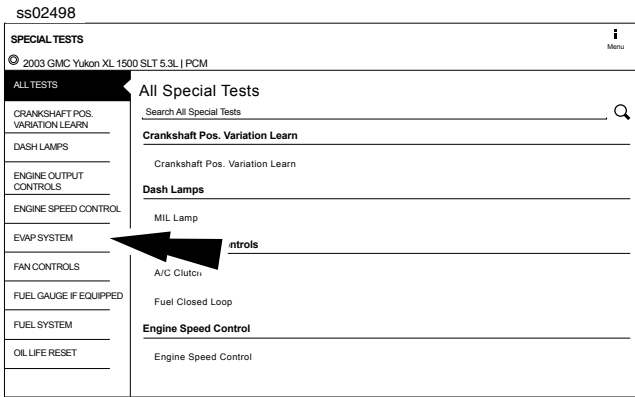 ss02498
SPECIAL TESTS
Menu
2003 GMC Yukon XL 1500 SLT 5.3L | PCM
ALL TESTS
CRANKSHAFT POS.
VARIATION LEARN
DASH LAMPS
ENGINE OUTPUT
CONTROLS
ENGINE SPEED CONTROL
EVAP SYSTEM
FAN CONTROLS
FUEL GAUGE IF EQUIPPED
FUEL SYSTEM
OIL LIFE RESET
All Special Tests
Search All Special Tests
Crankshaft Pos. Variation Learn
Crankshaft Pos. Variation Learn
Dash Lamps
MIL Lamp
ntrols
A/C Clutch
Fuel Closed Loop
Engine Speed Control
Engine Speed Control